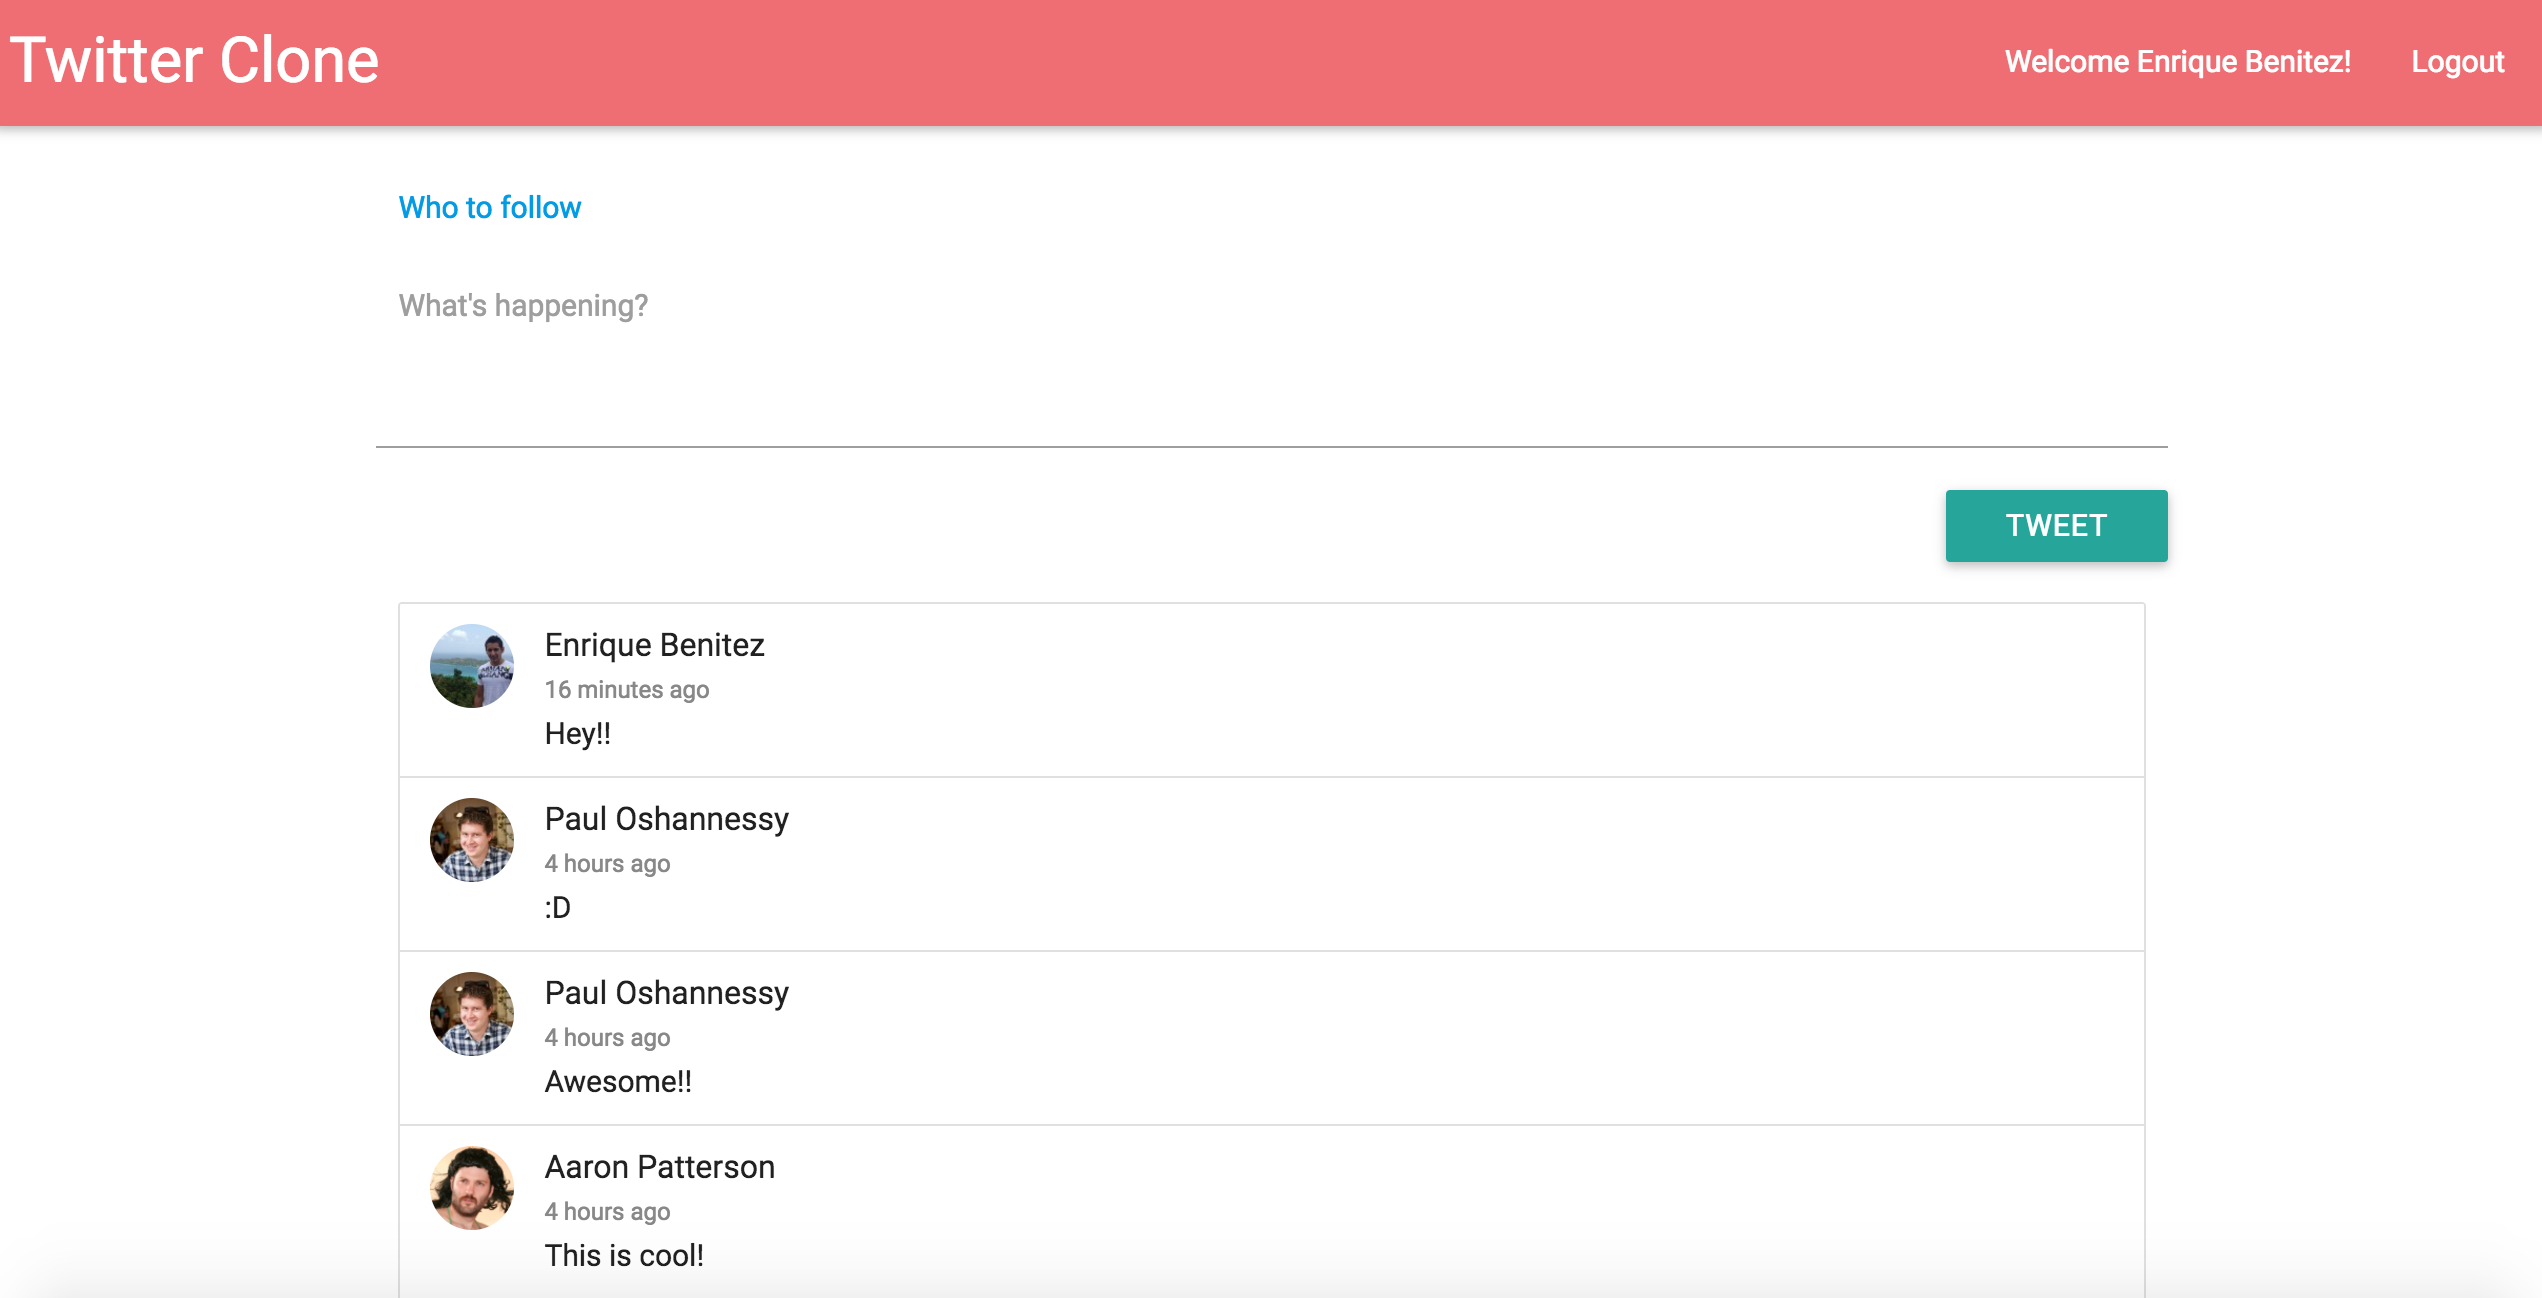 Twitter Clone
Welcome Enrique Benitez!
Logout
Who to follow
What's happening?
TWEET
Enrique Benitez
16 minutes ago
Hey!!
Paul Oshannessy
4 hours ago
:D
Paul Oshannessy
4 hours ago
Awesome!!
Aaron Patterson
4 hours ago
This is cool!